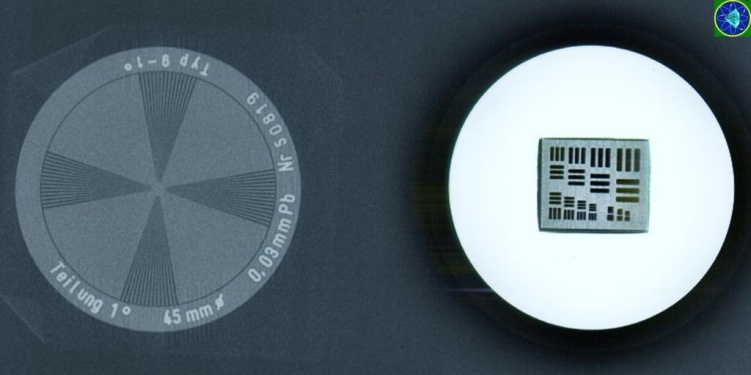 Typ 9-1°
Nr 50819
0,03mm Pb
45 mm ⌀
Teilung 1°